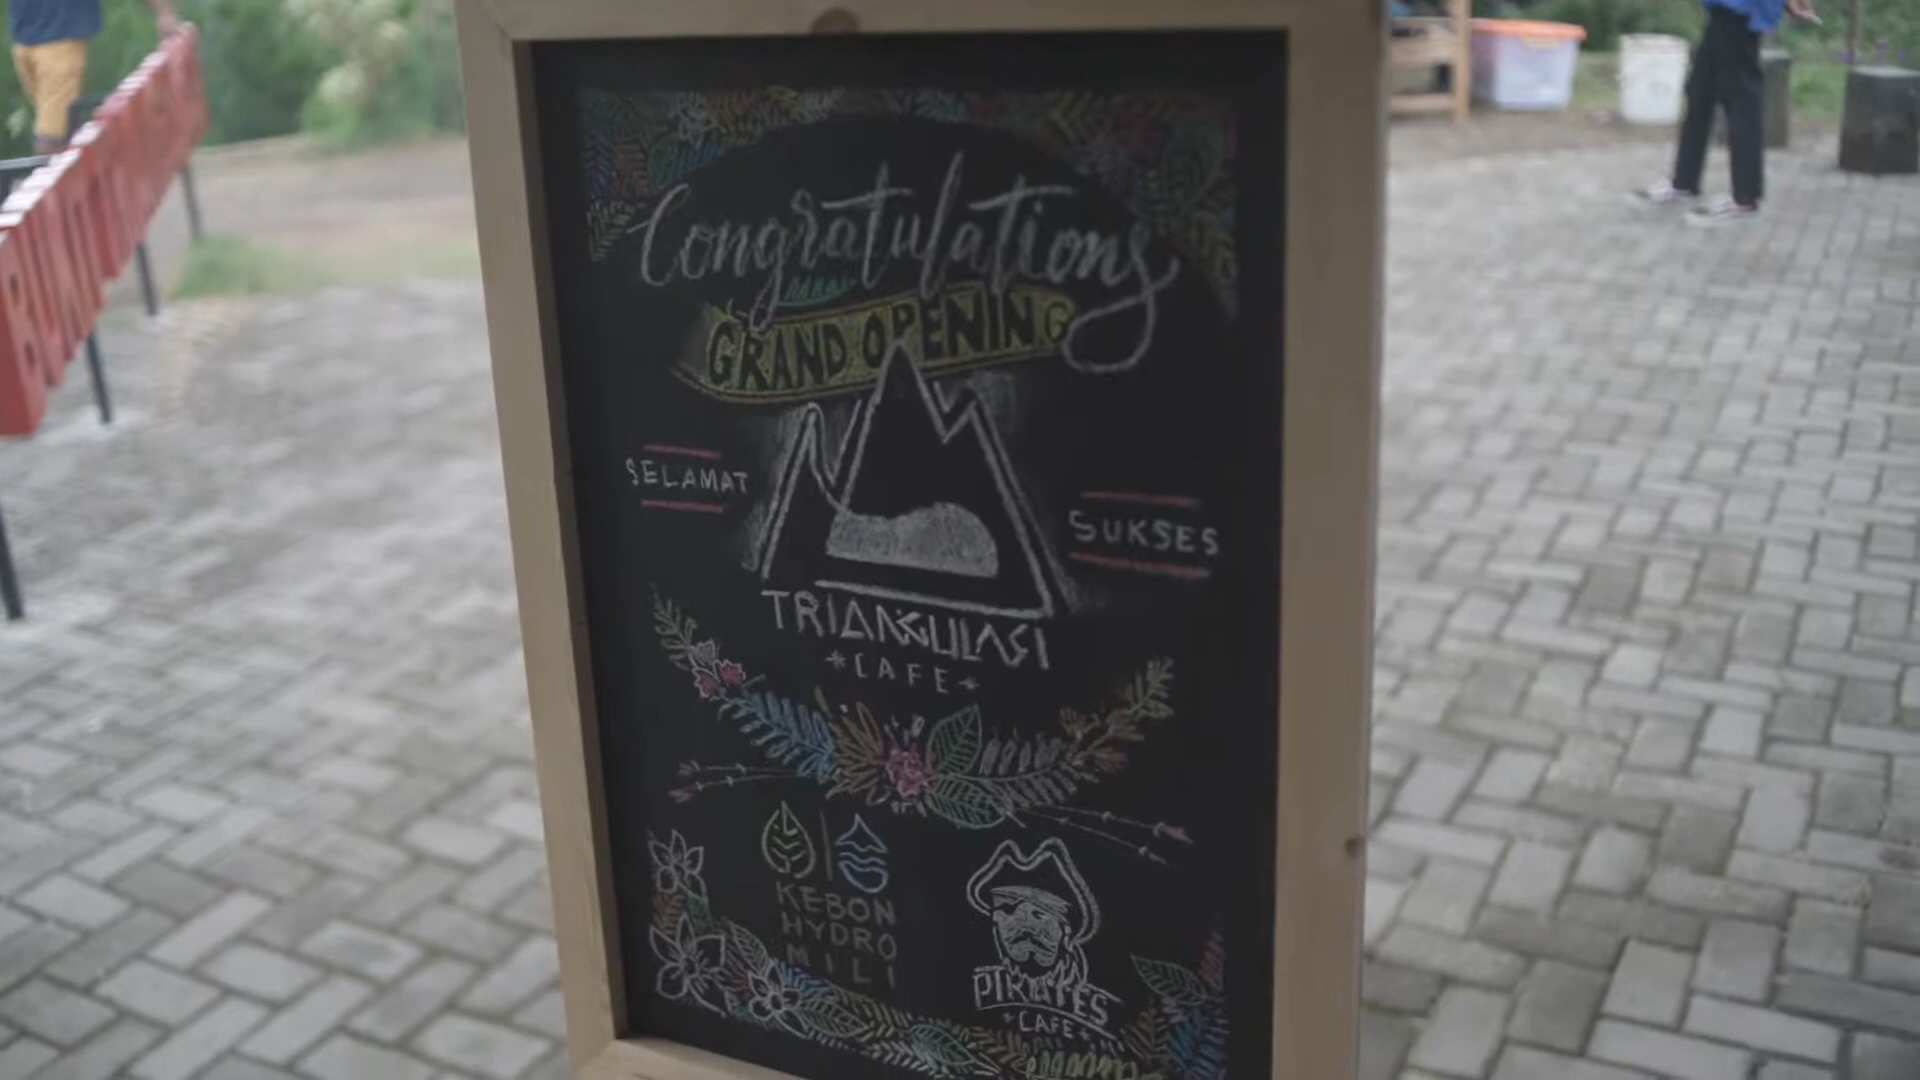 Congratulations
GRAND OPENING
SELAMAT
SUKSES
TRIANGULASI
*CAFE*
KEBON
HYDRO
MILI
PIRATES
CAFE